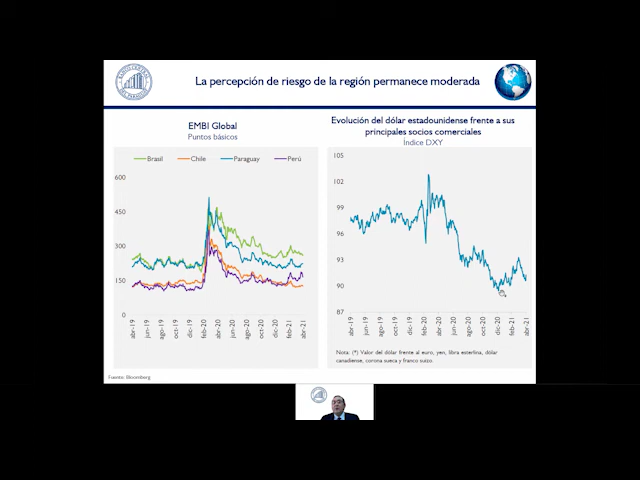 BANCO CENTRAL
DEL PARAGUAY
La percepción de riesgo de la región permanece moderada
EMBI Global
Puntos básicos
Brasil Chile Paraguay Perú
600
450
300
150
0
abr-19 jun-19 ago-19 oct-19 dic-19 feb-20 abr-20 jun-20 ago-20 oct-20 dic-20 feb-21 abr-21
Evolución del dólar estadounidense frente a sus
principales socios comerciales
Índice DXY
105
102
99
96
93
90
87
abr-19 jun-19 ago-19 oct-19 dic-19 feb-20 abr-20 jun-20 ago-20 oct-20 dic-20 feb-21 abr-21
Nota. (*) Valor del dólar frente al euro, yen, libra esterlina, dólar
canadiense, corona sueca y franco suizo.
Fuente: Bloomberg